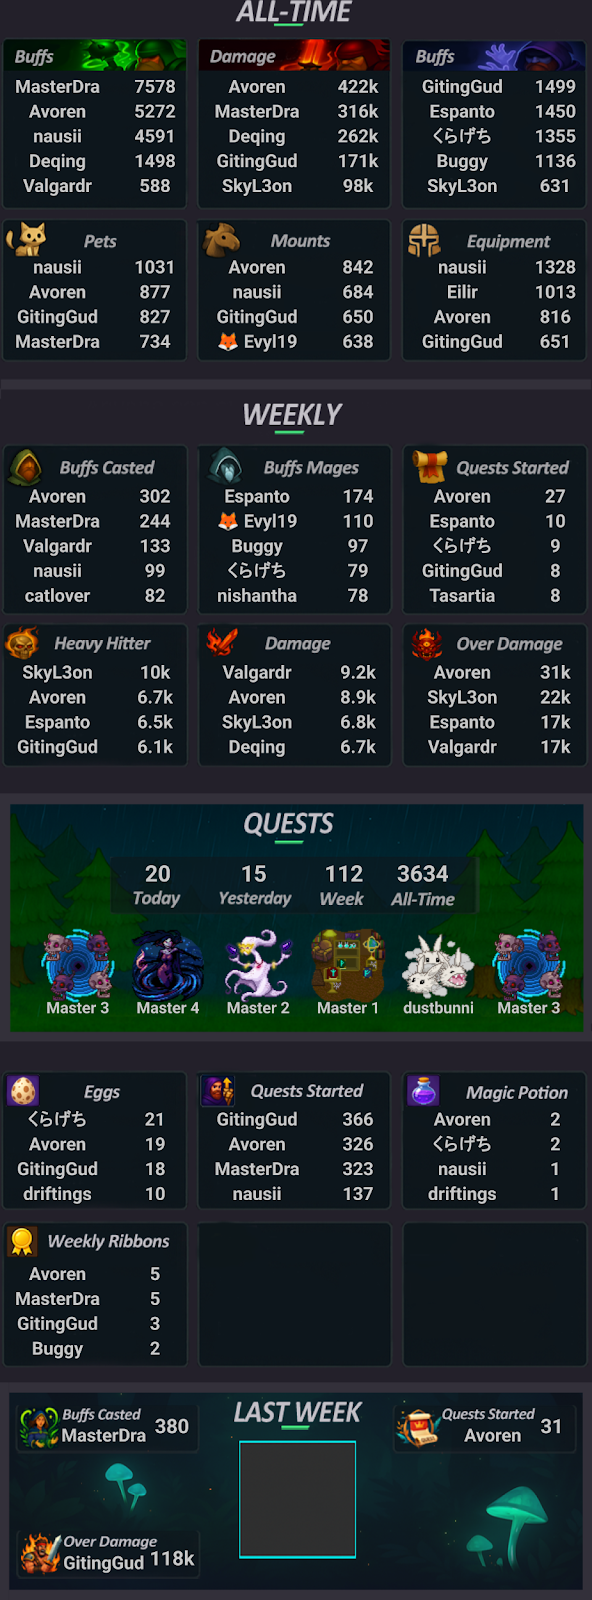 ALL-TIME
Buffs
MasterDra 7578
Avoren 5272
nausii 4591
Deqing 1498
Valgardr 588
Damage
Avoren 422k
MasterDra 316k
Deqing 262k
GitingGud 171k
SkyL3on 98k
Buffs
GitingGud 1499
Espanto 1450
くらげち 1355
Buggy 1136
SkyL3on 631
Pets
nausii 1031
Avoren 877
GitingGud 827
MasterDra 734
Mounts
Avoren 842
nausii 684
GitingGud 650
🦊 Evyl19 638
Equipment
nausii 1328
Eilir 1013
Avoren 816
GitingGud 651
WEEKLY
Buffs Casted
Avoren 302
MasterDra 244
Valgardr 133
nausii 99
catlover 82
Buffs Mages
Espanto 174
🦊 Evyl19 110
Buggy 97
くらげち 79
nishantha 78
Quests Started
Avoren 27
Espanto 10
くらげち 9
GitingGud 8
Tasartia 8
Heavy Hitter
SkyL3on 10k
Avoren 6.7k
Espanto 6.5k
GitingGud 6.1k
Damage
Valgardr 9.2k
Avoren 8.9k
SkyL3on 6.8k
Deqing 6.7k
Over Damage
Avoren 31k
SkyL3on 22k
Espanto 17k
Valgardr 17k
QUESTS
20 15 112 3634
Today Yesterday Week All-Time
Master 3 Master 4 Master 2 Master 1 dustbunni Master 3
Eggs
くらげち 21
Avoren 19
GitingGud 18
driftings 10
Quests Started
GitingGud 366
Avoren 326
MasterDra 323
nausii 137
Magic Potion
Avoren 2
くらげち 2
nausii 1
driftings 1
Weekly Ribbons
Avoren 5
MasterDra 5
GitingGud 3
Buggy 2
LAST WEEK
Buffs Casted
MasterDra 380
Quests Started
Avoren 31
Over Damage
GitingGud 118k